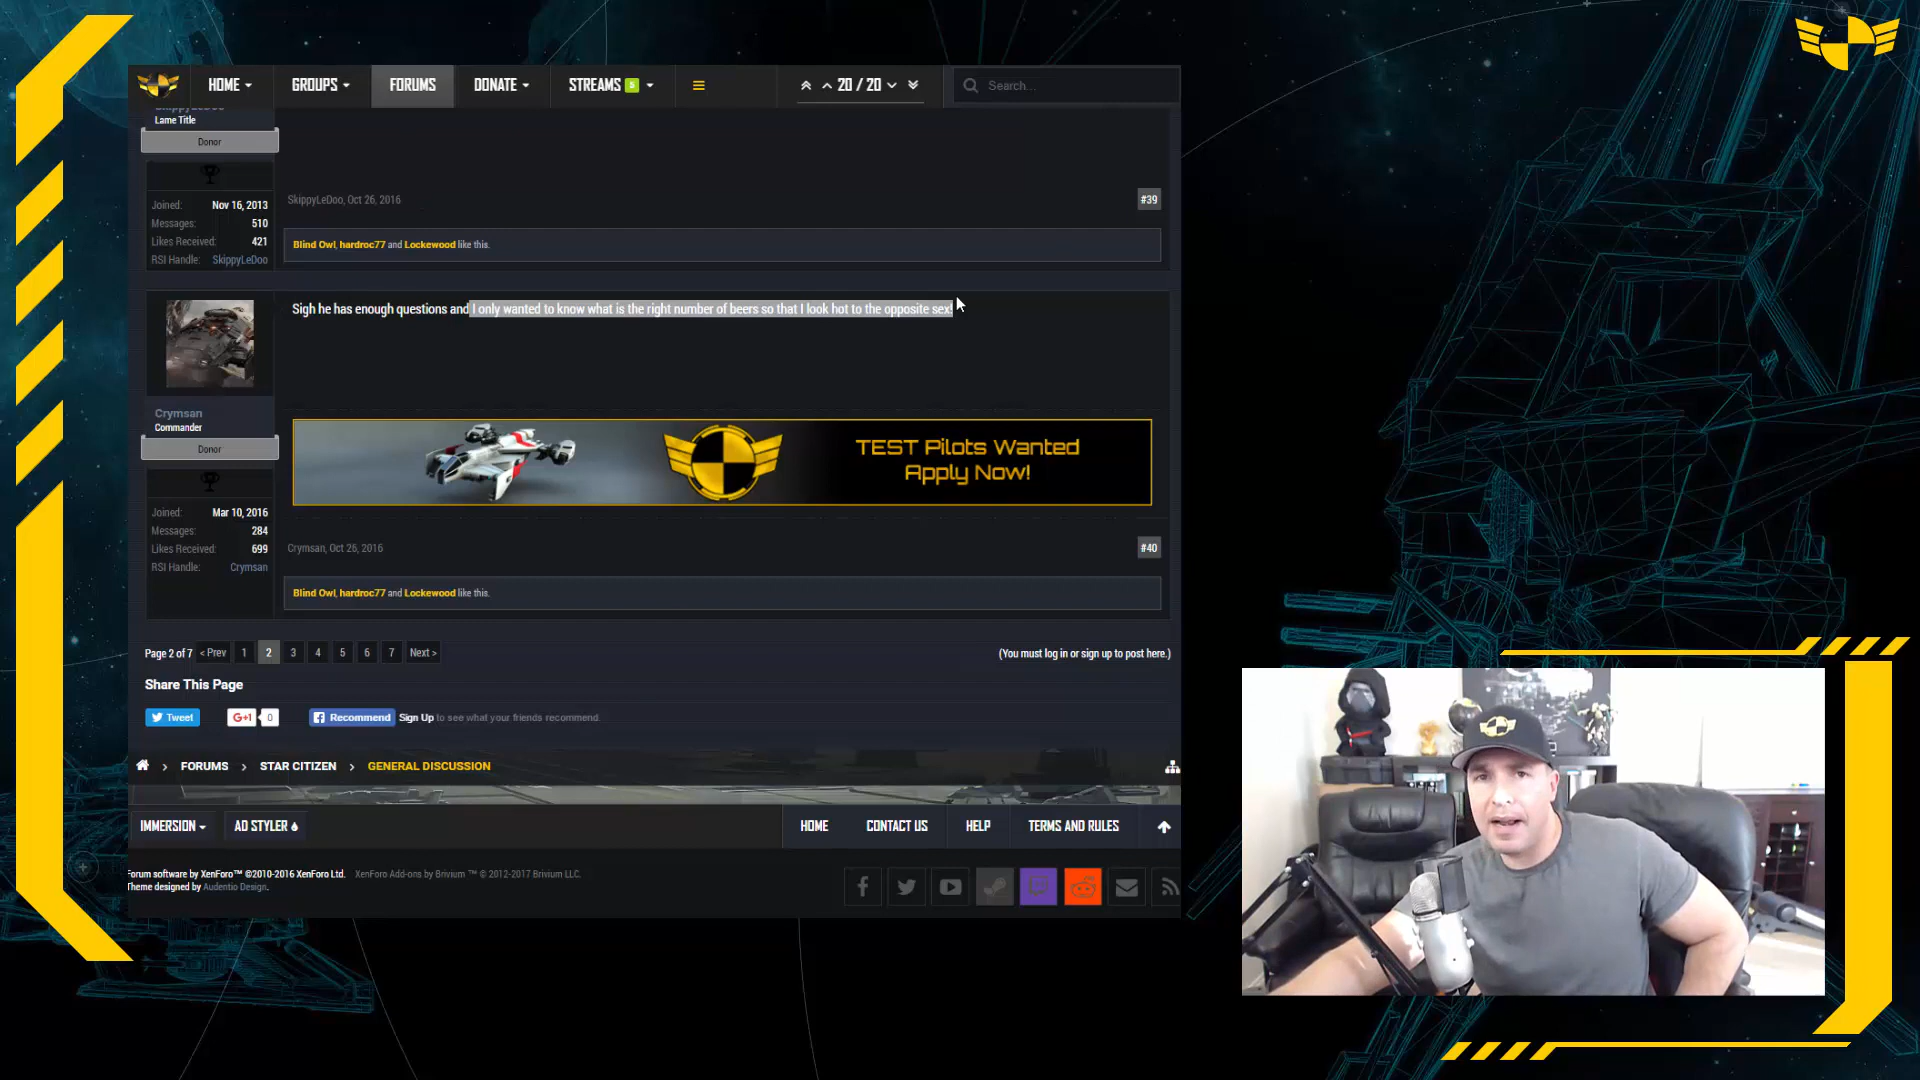 HOME GROUPS FORUMS DONATE STREAMS 5 20 / 20 Search...
Lame Title
Donor
Joined: Nov 16, 2013
Messages: 510
Likes Received: 421
RSI Handle: SkippyLeDoo
SkippyLeDoo, Oct 26, 2016 #39
Blind Owl, hardroc77 and Lockewood like this.
Sigh he has enough questions and I only wanted to know what is the right number of beers so that I look hot to the opposite sex!
Crymsan
Commander
Donor
TEST Pilots Wanted
Apply Now!
Joined: Mar 10, 2016
Messages: 284
Likes Received: 699
RSI Handle: Crymsan
Crymsan, Oct 26, 2016 #40
Blind Owl, hardroc77 and Lockewood like this.
Page 2 of 7 < Prev 1 2 3 4 5 6 7 Next >
(You must log in or sign up to post here.)
Share This Page
Tweet G+1 0 Recommend Sign Up to see what your friends recommend.
FORUMS > STAR CITIZEN > GENERAL DISCUSSION
IMMERSION AD STYLER HOME CONTACT US HELP TERMS AND RULES
Forum software by XenForo™ ©2010-2016 XenForo Ltd. XenForo Add-ons by Brivium ™ © 2012-2017 Brivium LLC.
Theme designed by Audentio Design.